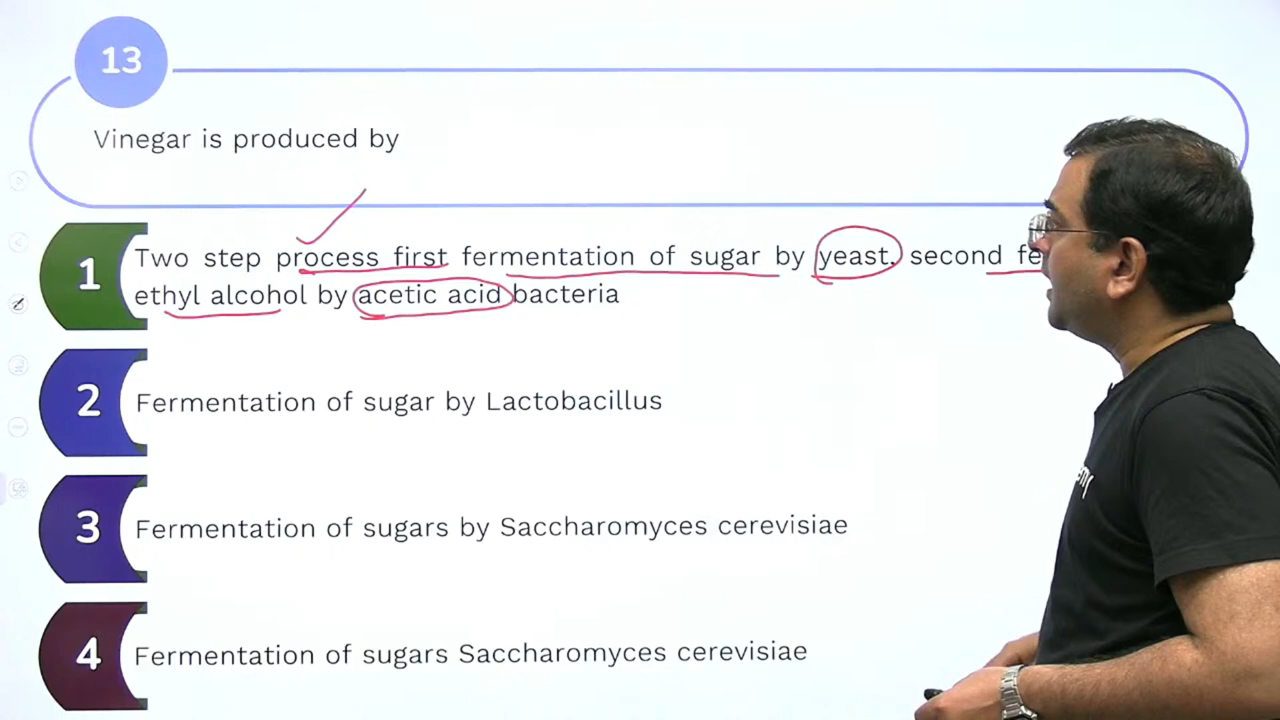 13
Vinegar is produced by
1
Two step process first fermentation of sugar by yeast, second
ethyl alcohol by acetic acid bacteria
2
Fermentation of sugar by Lactobacillus
3
Fermentation of sugars by Saccharomyces cerevisiae
4
Fermentation of sugars Saccharomyces cerevisiae